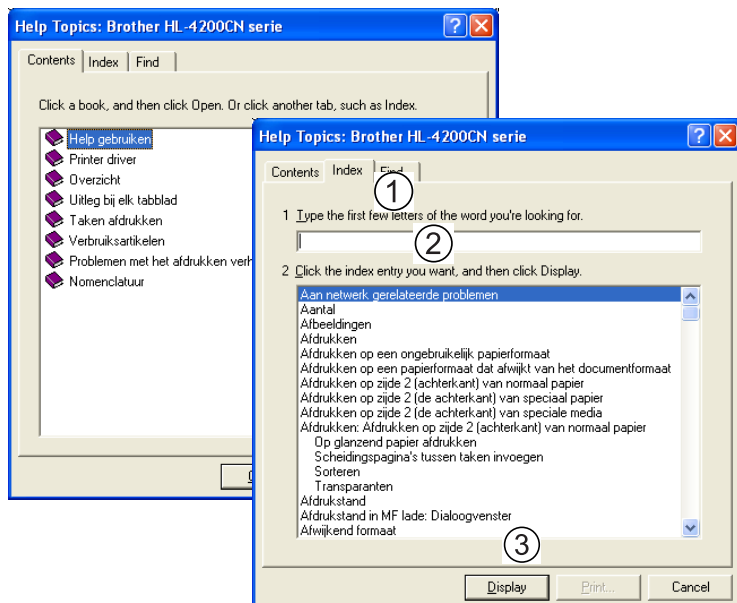 Help Topics: Brother HL-4200CN serie
Contents Index Find
Click a book, and then click Open. Or click another tab, such as Index.
Help gebruiken
Printer driver
Overzicht
Uitleg bij elk tabblad
Taken afdrukken
Verbruiksartikelen
Problemen met het afdrukken verh
Nomenclatuur
Help Topics: Brother HL-4200CN serie
Contents Index Find
1
1 Type the first few letters of the word you're looking for.
2
2 Click the index entry you want, and then click Display.
Aan netwerk gerelateerde problemen
Aantal
Afbeeldingen
Afdrukken
Afdrukken op een ongebruikelijk papierformaat
Afdrukken op een papierformaat dat afwijkt van het documentformaat
Afdrukken op zijde 2 (achterkant) van normaal papier
Afdrukken op zijde 2 (de achterkant) van speciaal papier
Afdrukken op zijde 2 (de achterkant) van speciale media
Afdrukken: Afdrukken op zijde 2 (achterkant) van normaal papier
Op glanzend papier afdrukken
Scheidingspagina's tussen taken invoegen
Sorteren
Transparanten
Afdrukstand
Afdrukstand in MF lade: Dialoogvenster
Afwijkend formaat
3
Display Print... Cancel